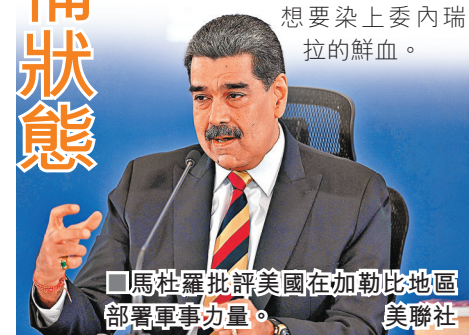 備狀態
想要染上委內瑞
拉的鮮血。
■馬杜羅批評美國在加勒比地區
部署軍事力量。 美聯社